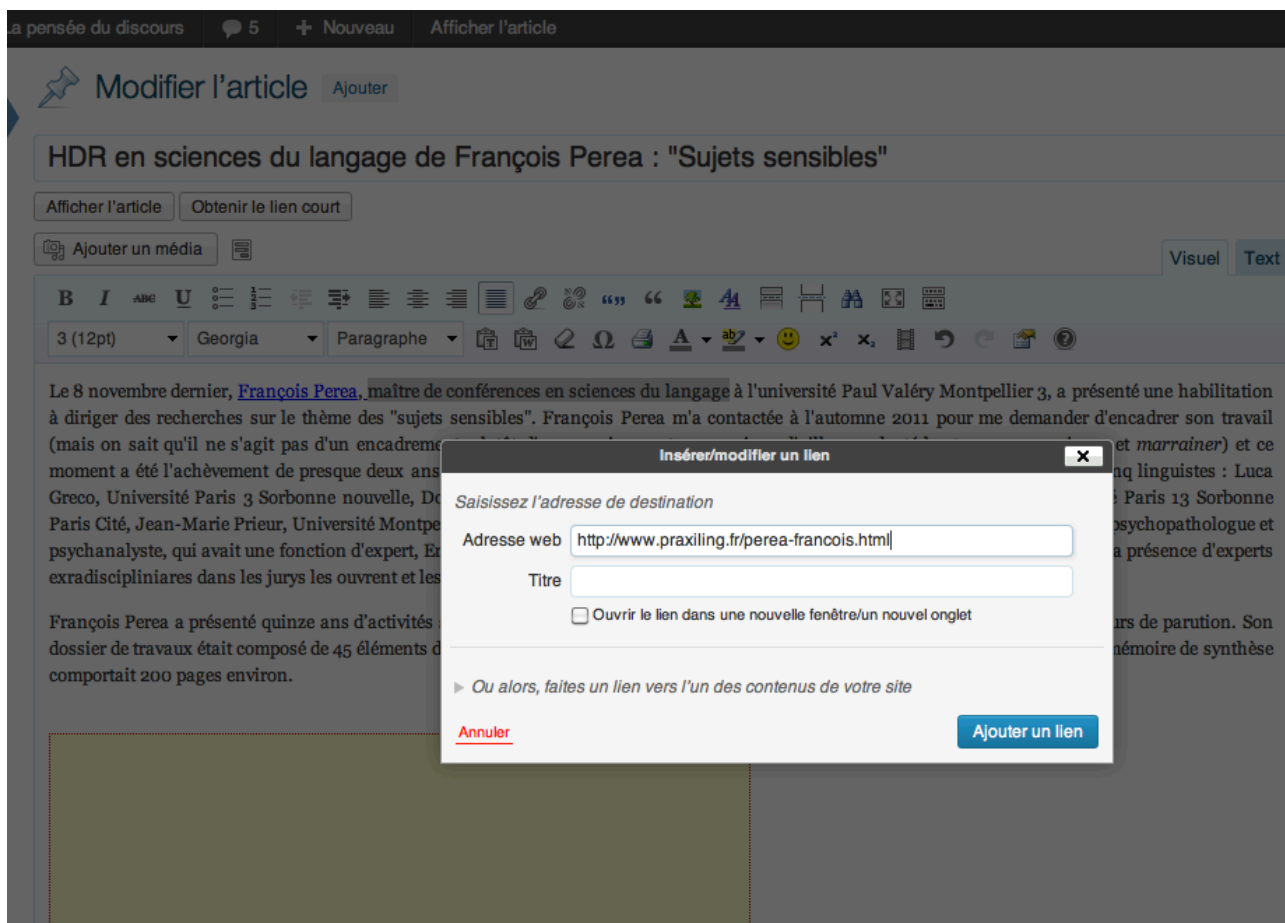 La pensée du discours 5 + Nouveau Afficher l'article
Modifier l'article Ajouter
HDR en sciences du langage de François Perea : "Sujets sensibles"
Afficher l'article Obtenir le lien court
Ajouter un média
Visuel Text
B I ABC U
3 (12pt) Georgia Paragraphe
Le 8 novembre dernier, François Perea, maître de conférences en sciences du langage à l'université Paul Valéry Montpellier 3, a présenté une habilitation
à diriger des recherches sur le thème des "sujets sensibles". François Perea m'a contactée à l'automne 2011 pour me demander d'encadrer son travail
(mais on sait qu'il ne s'agit pas d'un et marrainer) et ce
moment a été l'achèvement de presque deux ans linguistes : Luca
Greco, Université Paris 3 Sorbonne nouvelle, Paris 13 Sorbonne
Paris Cité, Jean-Marie Prieur, Université psychopathologue et
psychanalyste, qui avait une fonction d'expert, a présence d'experts
exradiscipliniares dans les jurys les ouvrent et les
François Perea a présenté quinze ans d'activités de parution. Son
dossier de travaux était composé de 45 éléments mémoire de synthèse
comportait 200 pages environ.
Insérer/modifier un lien
Saisissez l'adresse de destination
Adresse web http://www.praxiling.fr/perea-francois.html
Titre
Ouvrir le lien dans une nouvelle fenêtre/un nouvel onglet
Ou alors, faites un lien vers l'un des contenus de votre site
Annuler Ajouter un lien